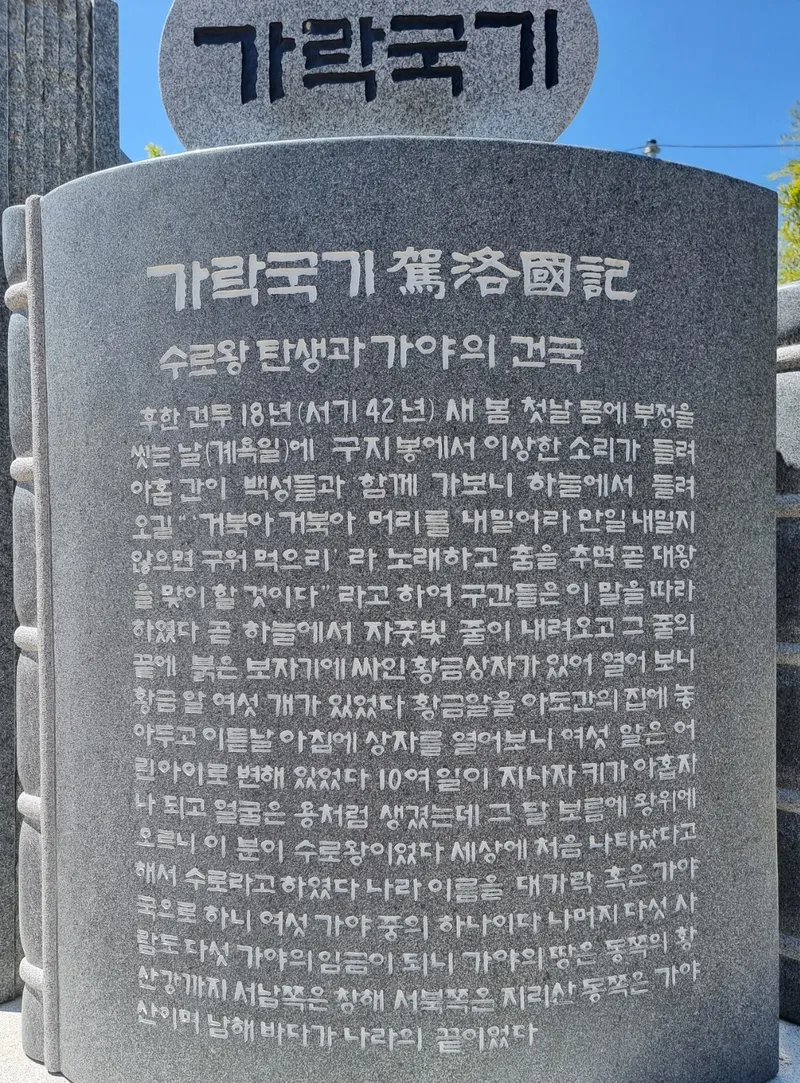 가락국기
가락국기 駕洛國記
수로왕 탄생과 가야의 건국
후한 건무 18년(서기 42년) 새 봄 첫날 몸에 부정을
씻는 날(계욕일)에 구지봉에서 이상한 소리가 들려
아홉 간이 백성들과 함께 가보니 하늘에서 들려
오길 “‘거북아 거북아 머리를 내밀어라 만일 내밀지
않으면 구워 먹으리’라 노래하고 춤을 추면 곧 대왕
을 맞이 할 것이다”라고 하여 구간들은 이 말을 따라
하였다 곧 하늘에서 자줏빛 줄이 내려오고 그 줄의
끝에 붉은 보자기에 싸인 황금상자가 있어 열어 보니
황금 알 여섯 개가 있었다 황금알을 아도간의 집에 놓
아두고 이튿날 아침에 상자를 열어보니 여섯 알은 어
린아이로 변해 있었다 10여 일이 지나자 키가 아홉자
나 되고 얼굴은 용처럼 생겼는데 그 달 보름에 왕위에
오르니 이 분이 수로왕이었다 세상에 처음 나타났다고
해서 수로라고 하였다 나라 이름을 대가락 혹은 가야
국으로 하니 여섯 가야 중의 하나이다 나머지 다섯 사
람도 다섯 가야의 임금이 되니 가야의 땅은 동쪽의 황
산강까지 서남쪽은 창해 서북쪽은 지리산 동쪽은 가야
산이며 남해 바다가 나라의 끝이었다